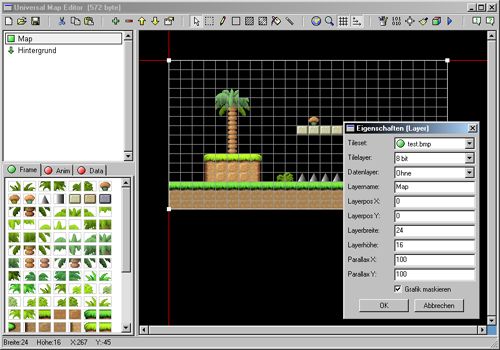 Universal Map Editor [572 byte]
101
010
Map
Hintergrund
Frame
Anim
Data
Eigenschaften (Layer)
Tileset:
test.bmp
Tilelayer:
8 bit
Datenlayer:
Ohne
Layername:
Map
Layerpos X:
0
Layerpos Y:
0
Layerbreite:
24
Layerhöhe:
16
Parallax X:
100
Parallax Y:
100
Grafik maskieren
OK
Abbrechen
Breite:24 Höhe:16 X:267 Y:-45